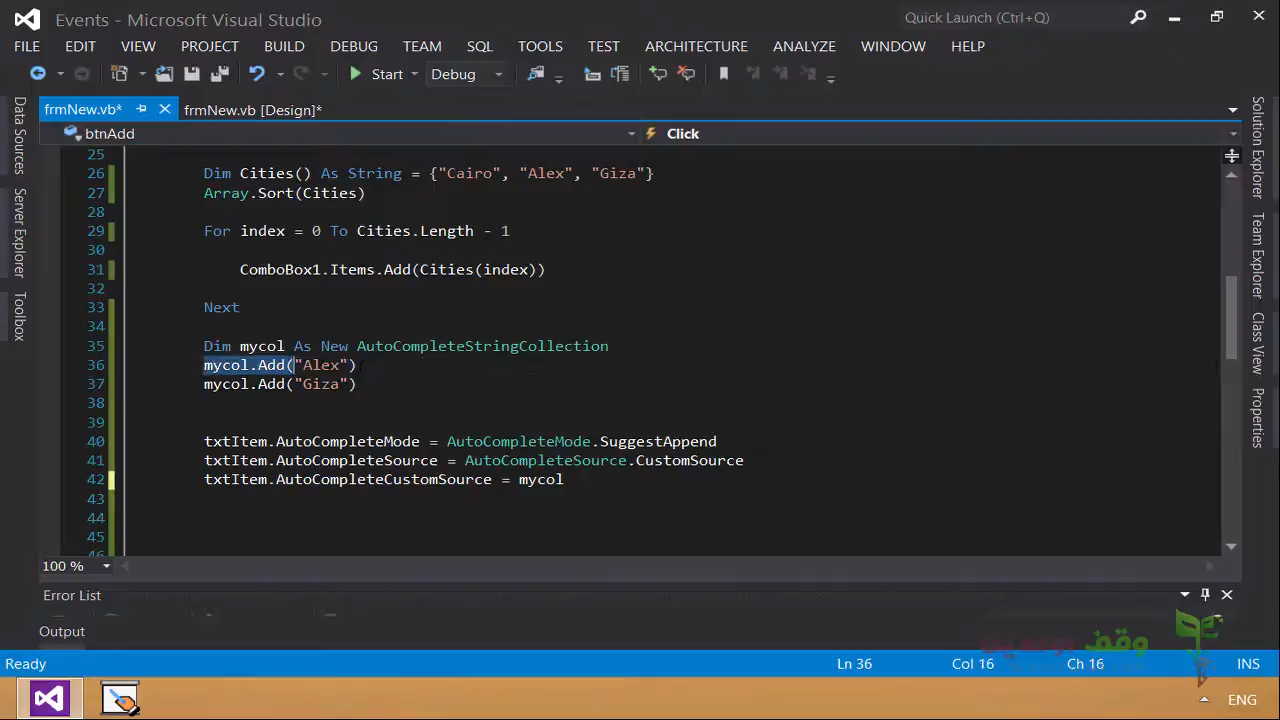 Events - Microsoft Visual Studio
Quick Launch (Ctrl+Q)
FILE EDIT VIEW PROJECT BUILD DEBUG TEAM SQL TOOLS TEST ARCHITECTURE ANALYZE WINDOW HELP
Start Debug
frmNew.vb* frmNew.vb [Design]*
btnAdd Click
25
26 Dim Cities() As String = {"Cairo", "Alex", "Giza"}
27 Array.Sort(Cities)
28
29 For index = 0 To Cities.Length - 1
30
31 ComboBox1.Items.Add(Cities(index))
32
33 Next
34
35 Dim mycol As New AutoCompleteStringCollection
36 mycol.Add("Alex")
37 mycol.Add("Giza")
38
39
40 txtItem.AutoCompleteMode = AutoCompleteMode.SuggestAppend
41 txtItem.AutoCompleteSource = AutoCompleteSource.CustomSource
42 txtItem.AutoCompleteCustomSource = mycol
43
44
45
46
100 %
Data Sources
Server Explorer
Toolbox
Solution Explorer
Team Explorer
Class View
Properties
Error List
Output
وقف
Ready Ln 36 Col 16 Ch 16 INS
ENG